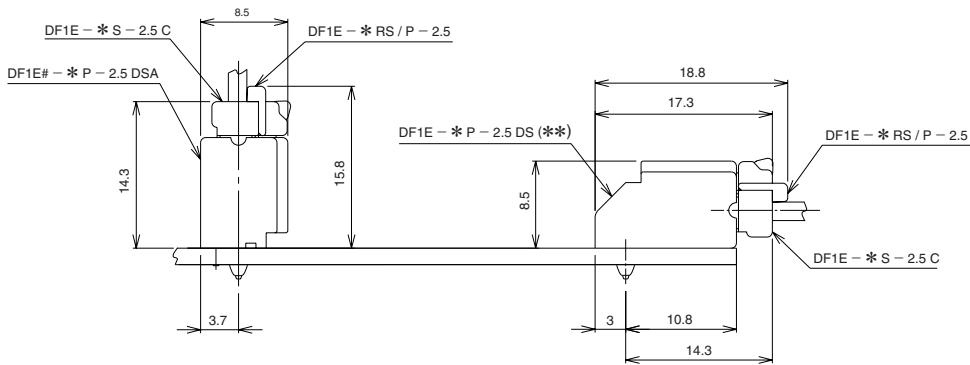 8.5
DF1E－＊S－2.5 C
DF1E－＊RS / P－2.5
DF1E#－＊P－2.5 DSA
14.3
15.8
3.7
18.8
17.3
DF1E－＊P－2.5 DS (＊＊)
DF1E－＊RS / P－2.5
8.5
DF1E－＊S－2.5 C
3
10.8
14.3